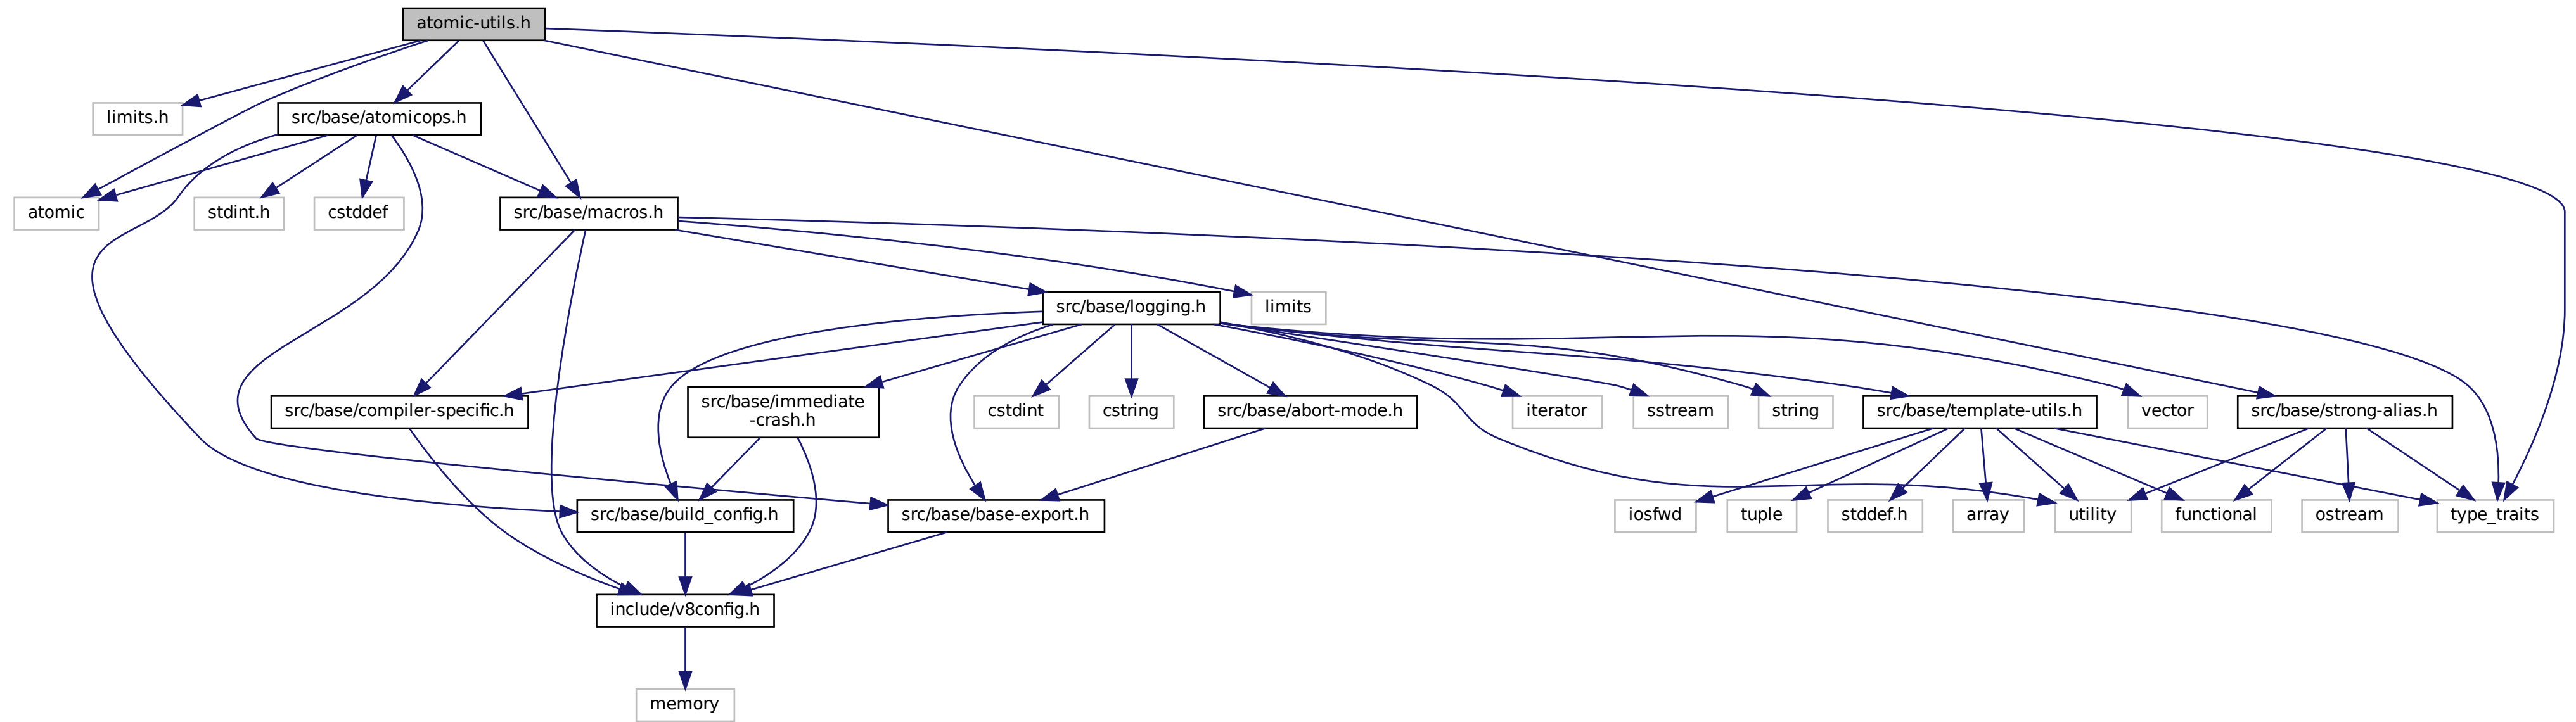 atomic-utils.h
limits.h
src/base/atomicops.h
atomic
stdint.h
cstddef
src/base/macros.h
src/base/logging.h
limits
src/base/compiler-specific.h
src/base/immediate
-crash.h
cstdint
cstring
src/base/abort-mode.h
iterator
sstream
string
src/base/template-utils.h
vector
src/base/strong-alias.h
src/base/build_config.h
src/base/base-export.h
iosfwd
tuple
stddef.h
array
utility
functional
ostream
type_traits
include/v8config.h
memory